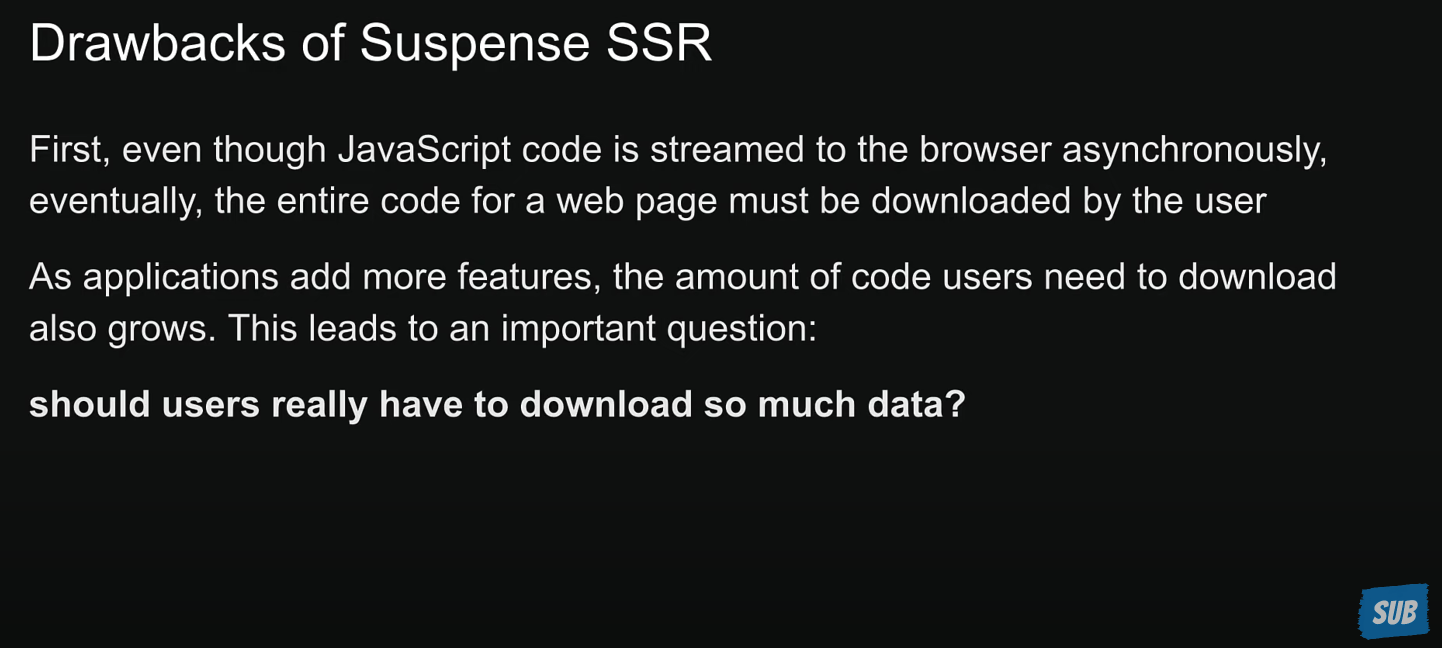 Drawbacks of Suspense SSR
First, even though JavaScript code is streamed to the browser asynchronously,
eventually, the entire code for a web page must be downloaded by the user
As applications add more features, the amount of code users need to download
also grows. This leads to an important question:
should users really have to download so much data?
SUB